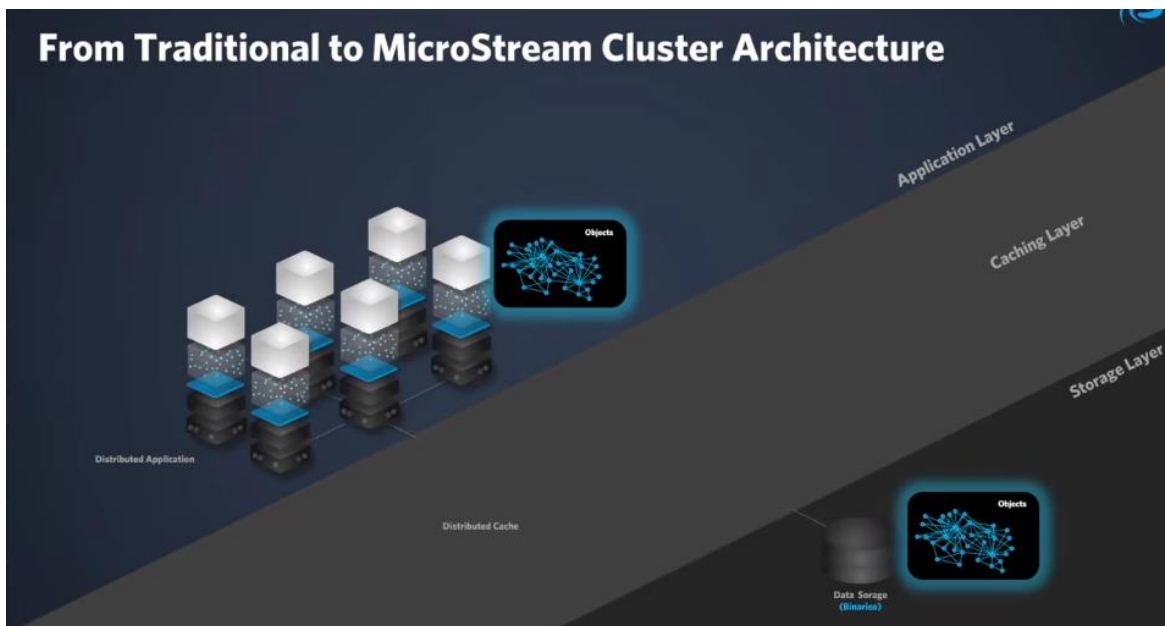 From Traditional to MicroStream Cluster Architecture
Application Layer
Caching Layer
Storage Layer
Objects
Distributed Application
Distributed Cache
Objects
Data Sorage
(Binaries)